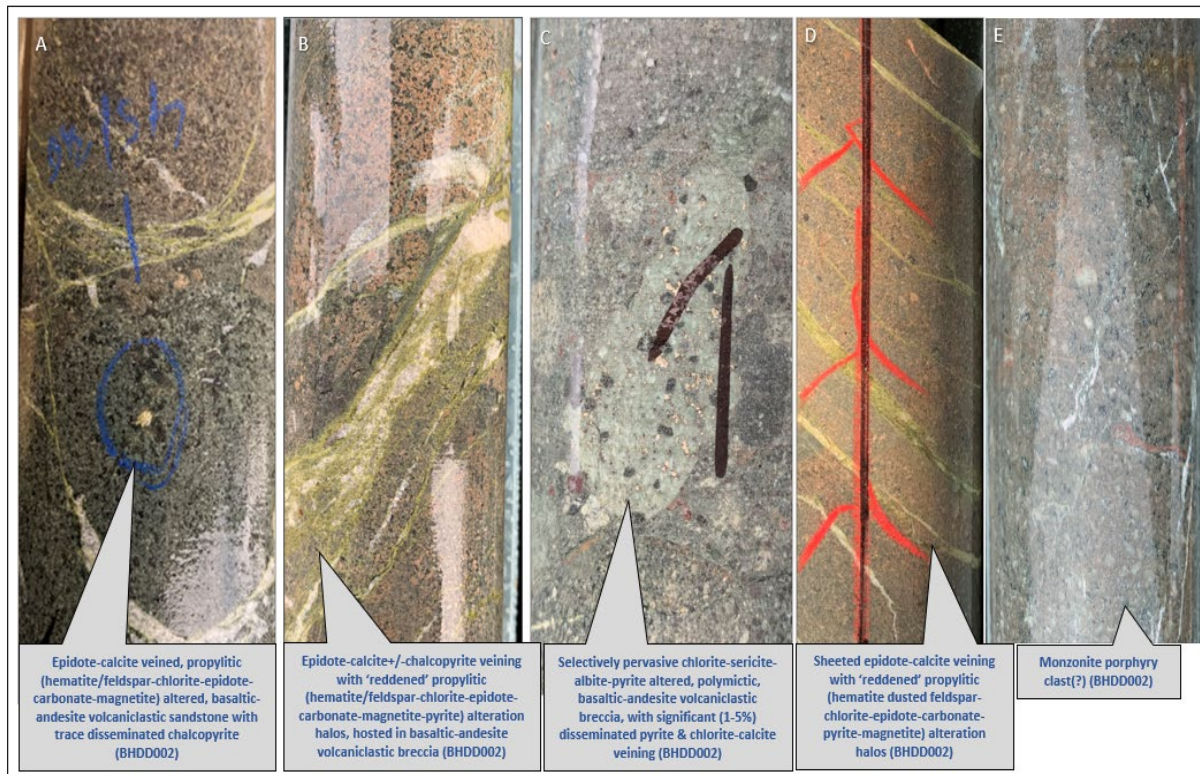 A
B
C
D
E
Epidote-calcite veined, propylitic
(hematite/feldspar-chlorite-epidote-
carbonate-magnetite) altered, basaltic-
andesite volcaniclastic sandstone with
trace disseminated chalcopyrite
(BHDD002)
Epidote-calcite+/-chalcopyrite veining
with ‘reddened’ propylitic
(hematite/feldspar-chlorite-epidote-
carbonate-magnetite-pyrite) alteration
halos, hosted in basaltic-andesite
volcaniclastic breccia (BHDD002)
Selectively pervasive chlorite-sericite-
albite-pyrite altered, polymictic,
basaltic-andesite volcaniclastic
breccia, with significant (1-5%)
disseminated pyrite & chlorite-calcite
veining (BHDD002)
Sheeted epidote-calcite veining
with ‘reddened’ propylitic
(hematite dusted feldspar-
chlorite-epidote-carbonate-
pyrite-magnetite) alteration
halos (BHDD002)
Monzonite porphyry
clast(?) (BHDD002)